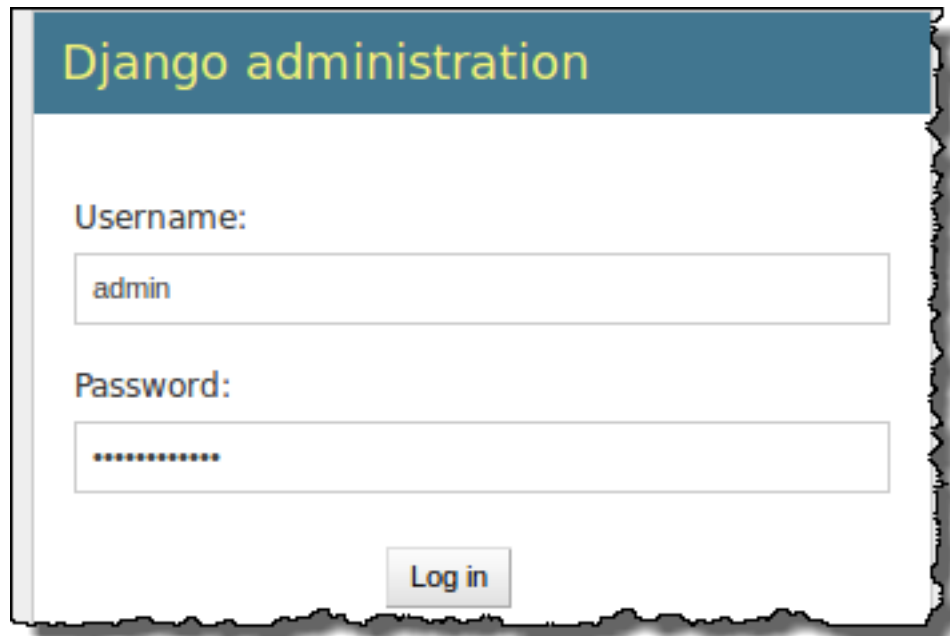 Django administration
Username:
admin
Password:
••••••••••••
Log in